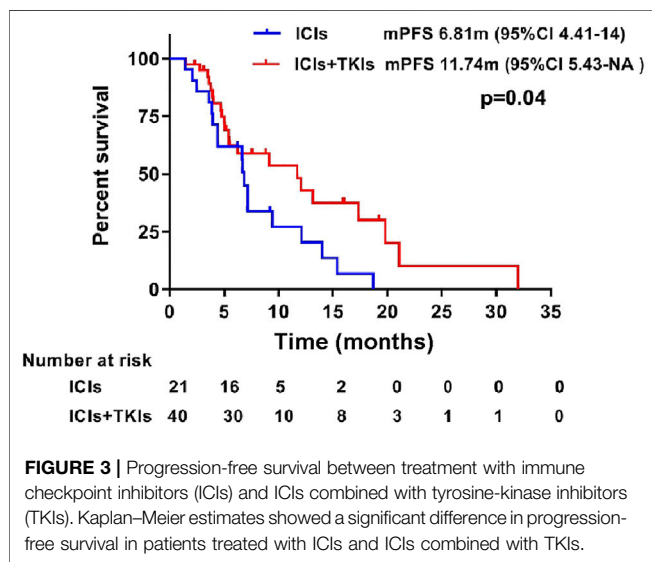 ICIs mPFS 6.81m (95%CI 4.41-14)
ICIs+TKIs mPFS 11.74m (95%CI 5.43-NA )
p=0.04
Percent survival
100
75
50
25
0
0 5 10 15 20 25 30 35
Time (months)
Number at risk
ICIs 21 16 5 2 0 0 0 0
ICIs+TKIs 40 30 10 8 3 1 1 0
FIGURE 3 | Progression-free survival between treatment with immune
checkpoint inhibitors (ICIs) and ICIs combined with tyrosine-kinase inhibitors
(TKIs). Kaplan–Meier estimates showed a significant difference in progression-
free survival in patients treated with ICIs and ICIs combined with TKIs.